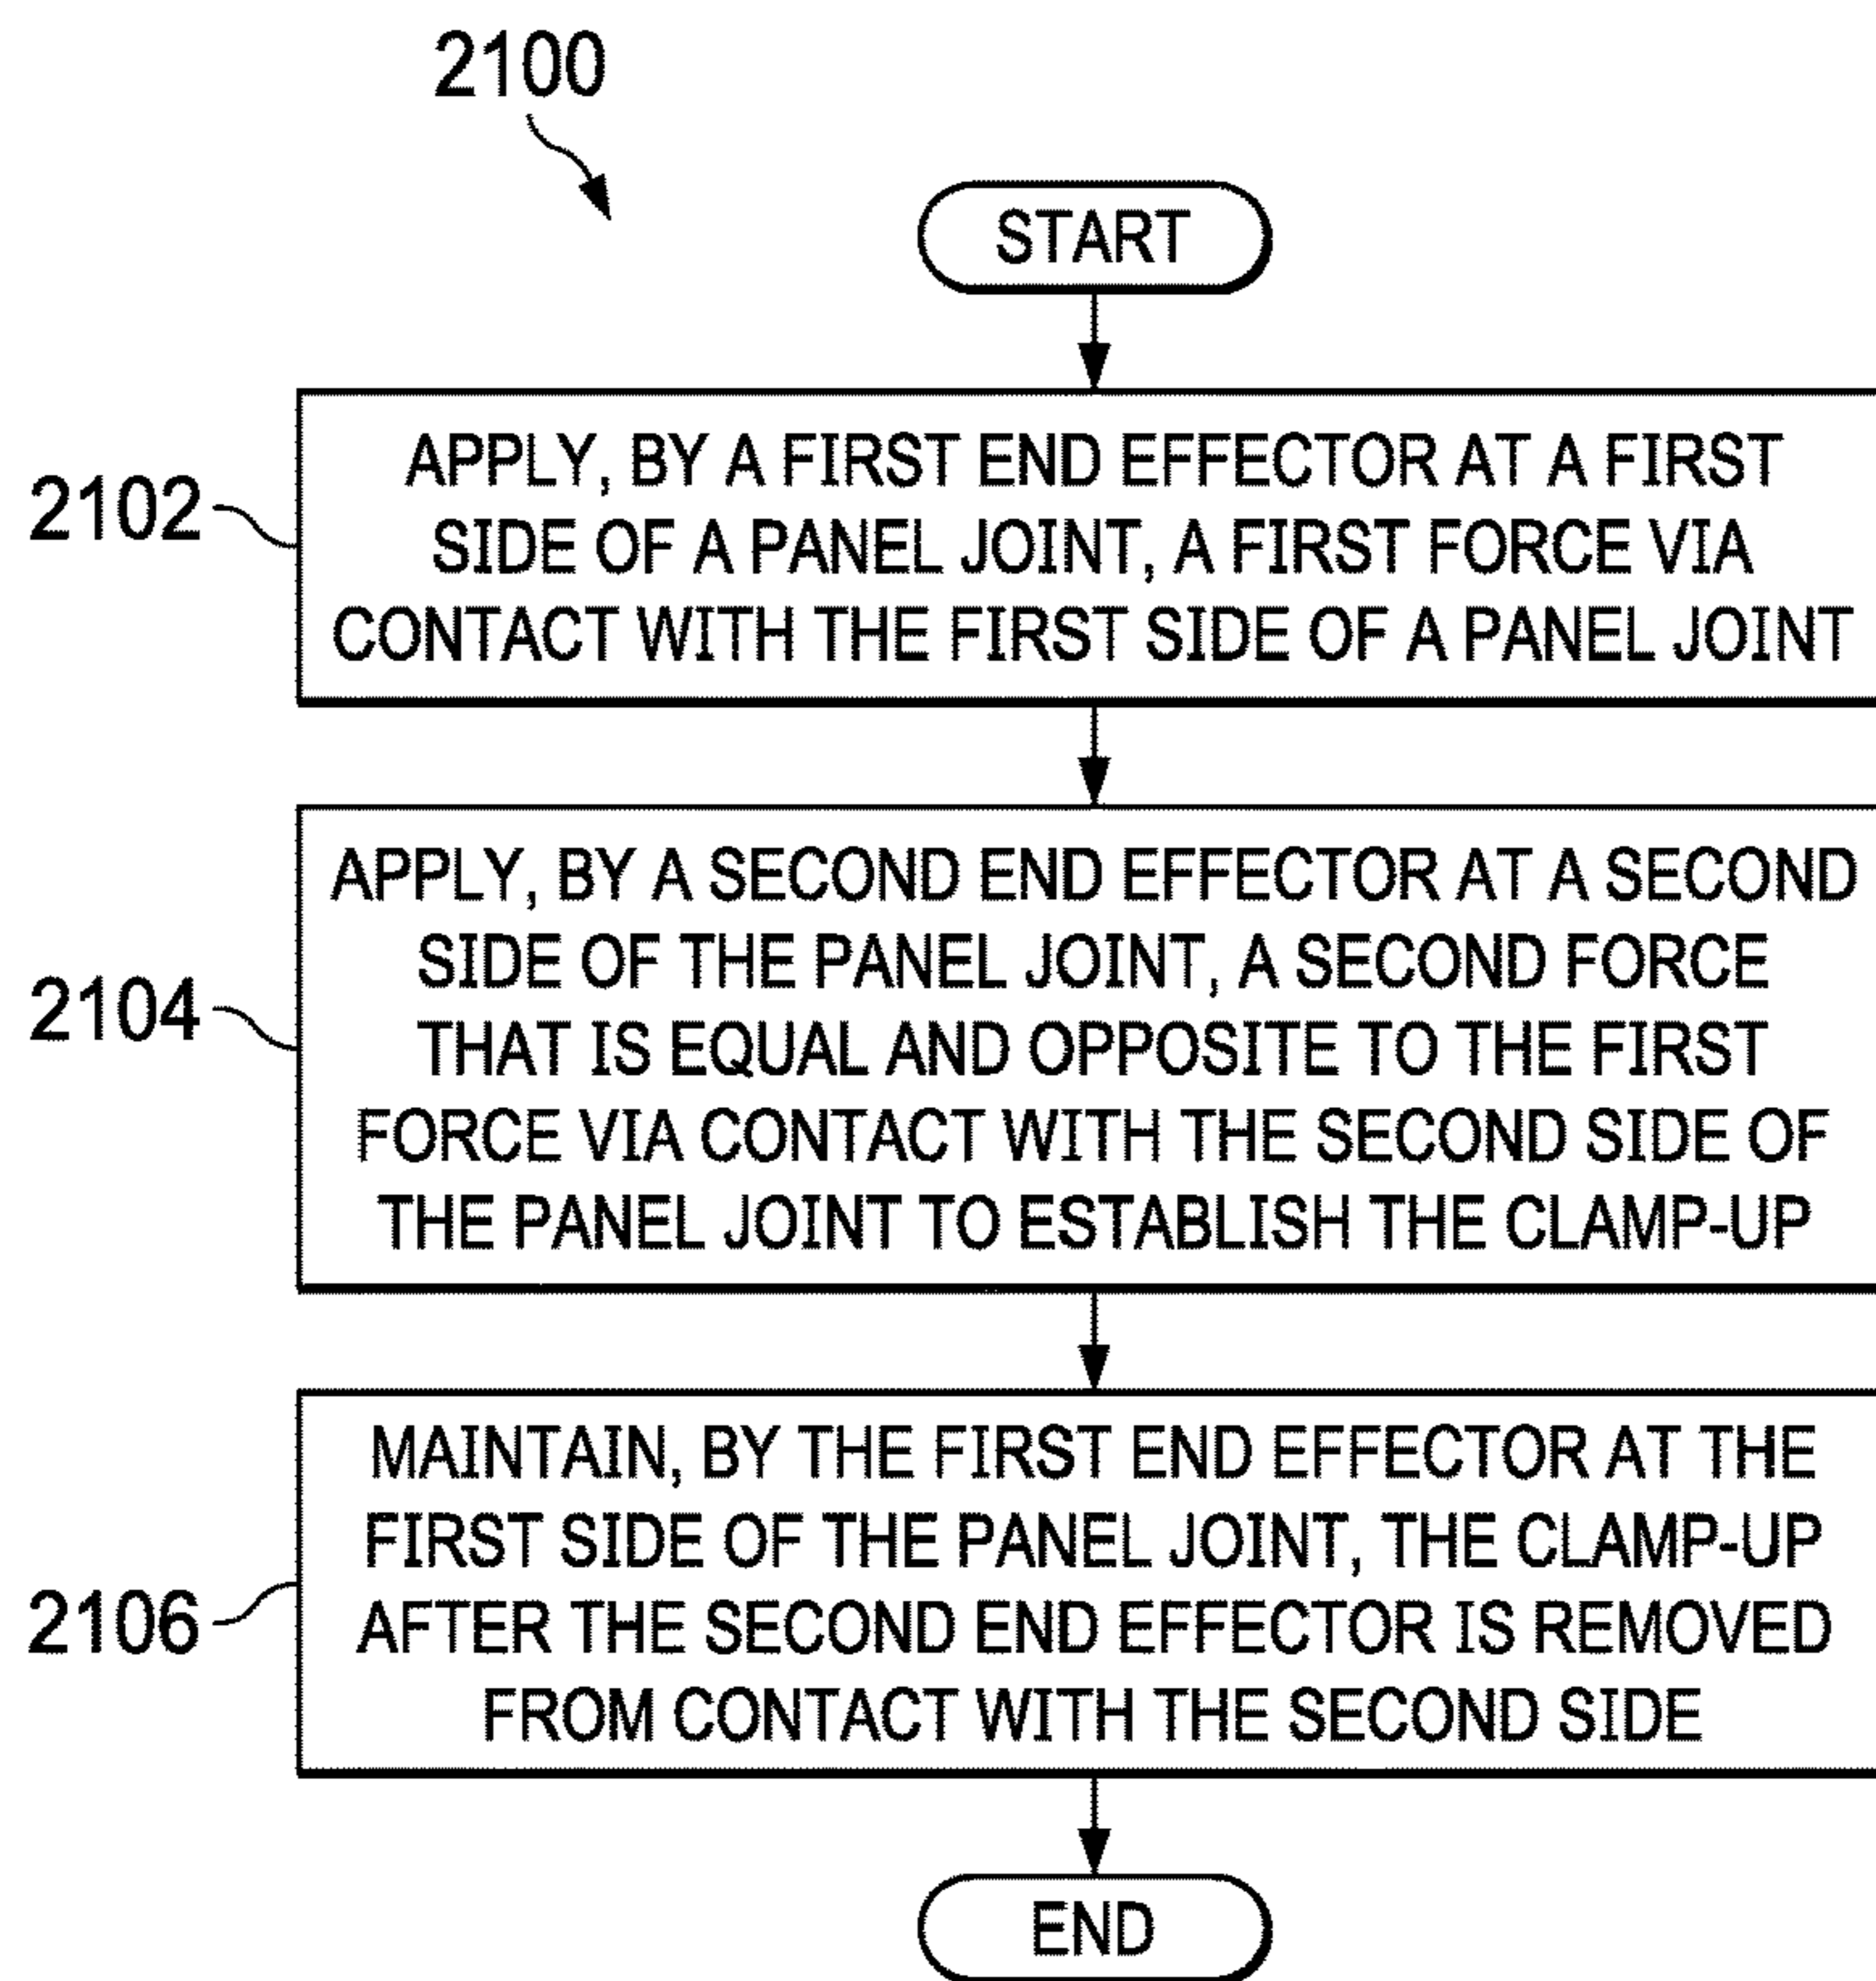 2100
START
2102
APPLY, BY A FIRST END EFFECTOR AT A FIRST
SIDE OF A PANEL JOINT, A FIRST FORCE VIA
CONTACT WITH THE FIRST SIDE OF A PANEL JOINT
2104
APPLY, BY A SECOND END EFFECTOR AT A SECOND
SIDE OF THE PANEL JOINT, A SECOND FORCE
THAT IS EQUAL AND OPPOSITE TO THE FIRST
FORCE VIA CONTACT WITH THE SECOND SIDE OF
THE PANEL JOINT TO ESTABLISH THE CLAMP-UP
2106
MAINTAIN, BY THE FIRST END EFFECTOR AT THE
FIRST SIDE OF THE PANEL JOINT, THE CLAMP-UP
AFTER THE SECOND END EFFECTOR IS REMOVED
FROM CONTACT WITH THE SECOND SIDE
END